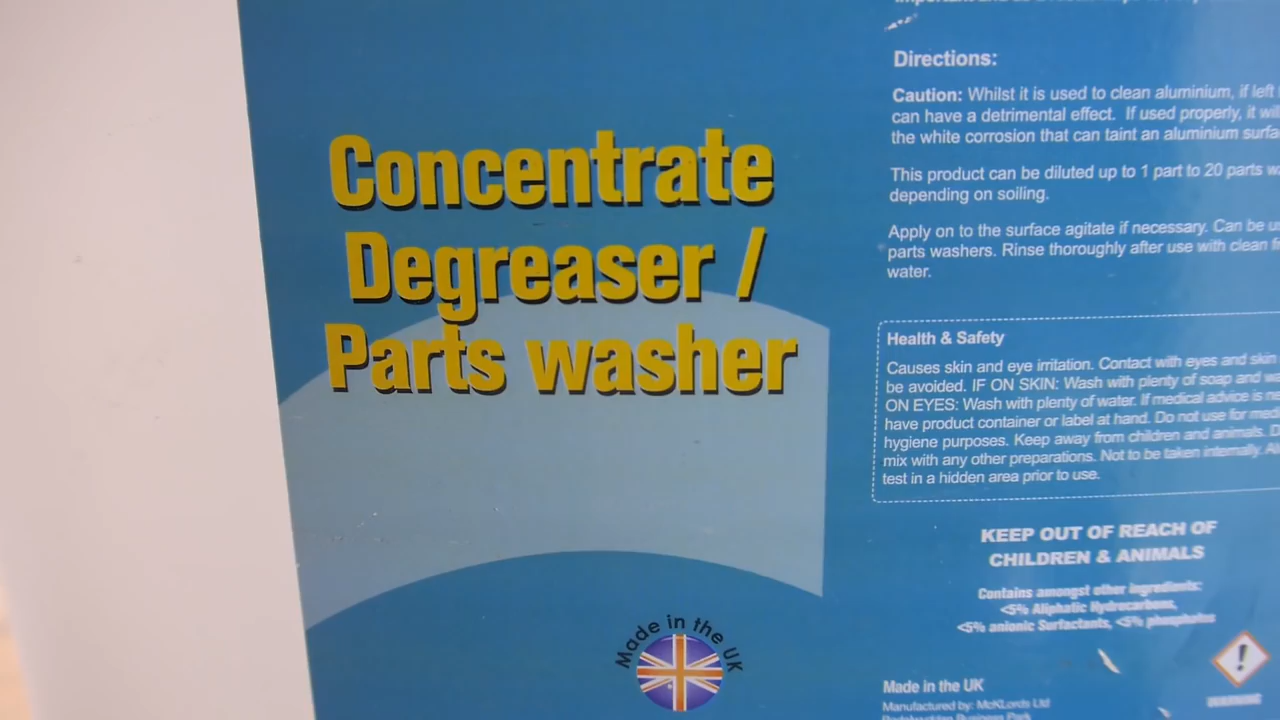 Concentrate
Degreaser /
Parts washer
Made in the UK
Directions:
Caution: Whilst it is used to clean aluminium, if left
can have a detrimental effect. If used properly, it will
the white corrosion that can taint an aluminium
This product can be diluted up to 1 part to 20 parts
depending on soiling.
Apply on to the surface agitate if necessary. Can be
parts washers. Rinse thoroughly after use with clean
water.
Health & Safety
Causes skin and eye irritation. Contact with eyes and skin
be avoided. IF ON SKIN: Wash with plenty of soap and
ON EYES: Wash with plenty of water. If medical advice is
have product container or label at hand. Do not use for
hygiene purposes. Keep away from children and animals.
mix with any other preparations. Not to be taken internally.
test in a hidden area prior to use.
KEEP OUT OF REACH OF
CHILDREN & ANIMALS
Contains amongst other ingredients:
<5% Aliphatic Hydrocarbons,
<5% anionic Surfactants, <5% phosphates
Made in the UK
Manufactured by: McKLords Ltd
Business Park